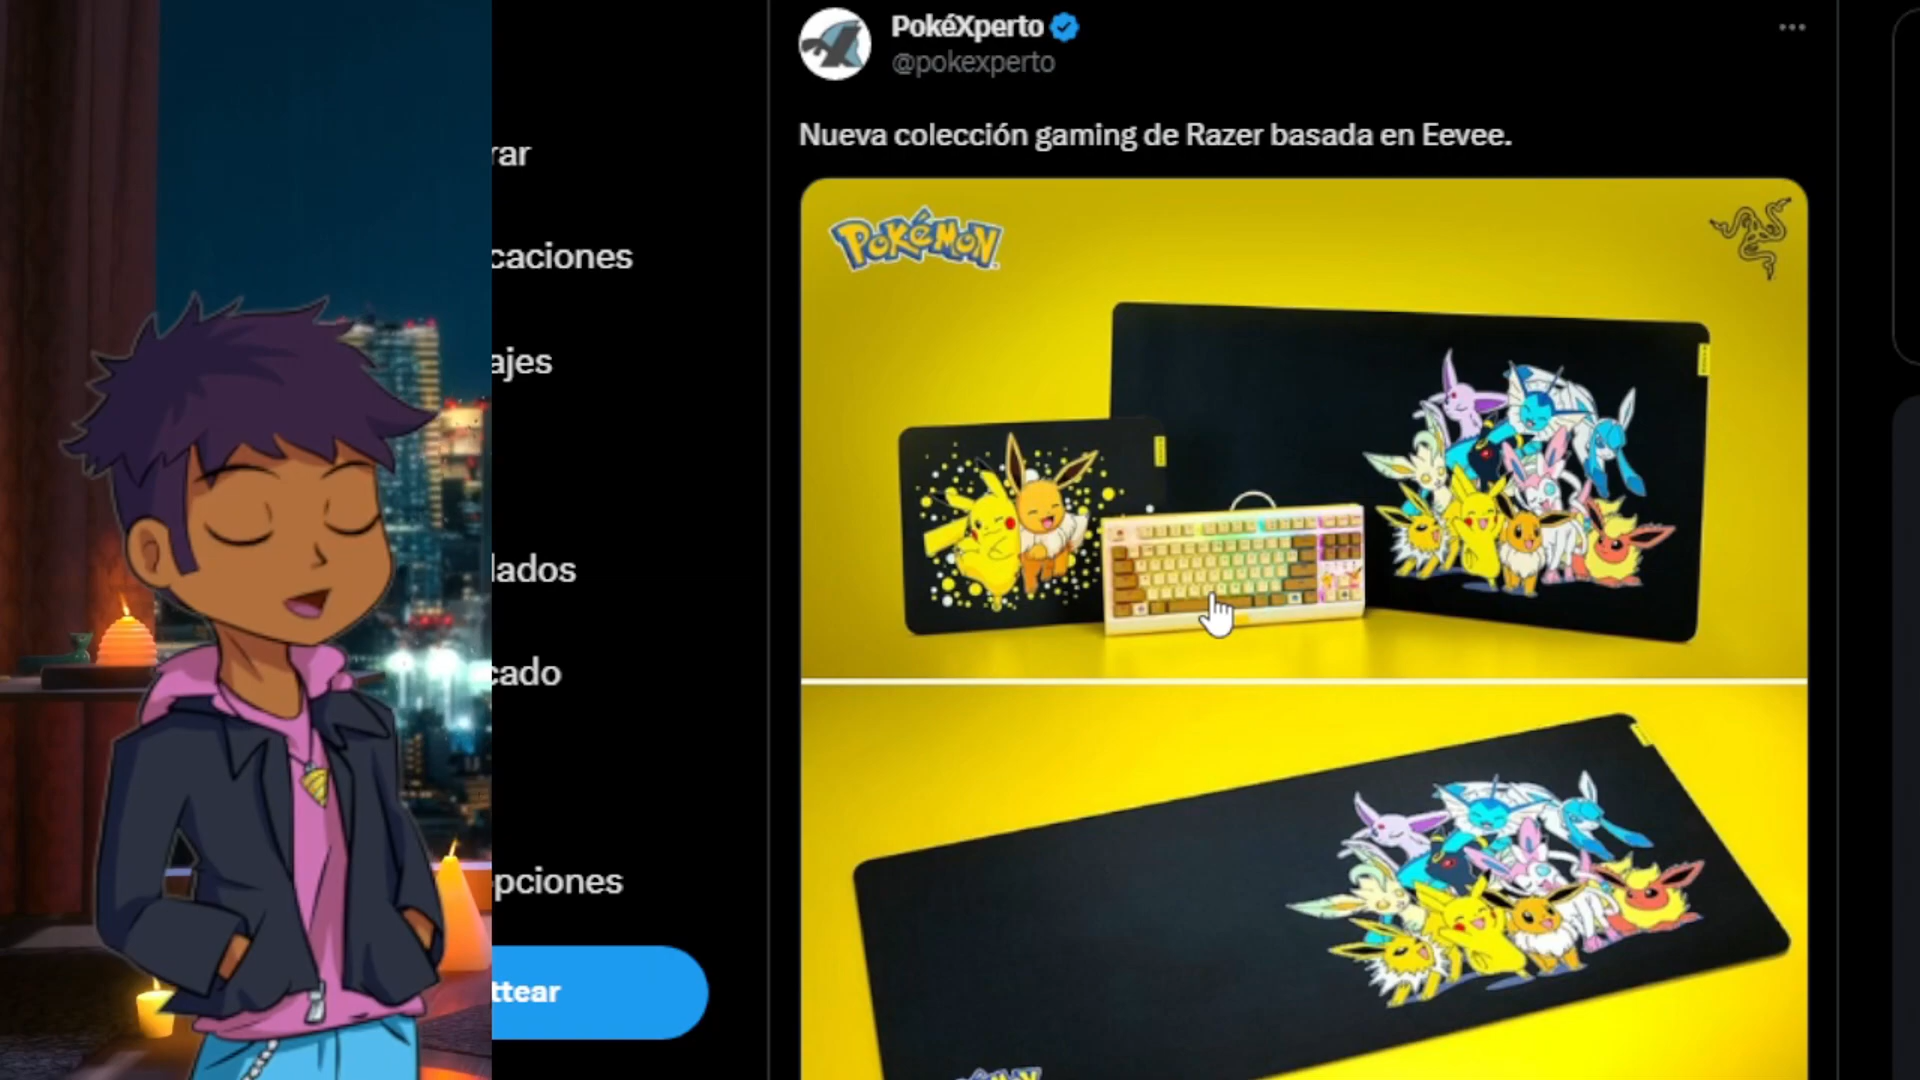 PokéXperto
@pokexperto
Nueva colección gaming de Razer basada en Eevee.
POKéMON
rar
caciones
ajes
lados
cado
pciones
ttear